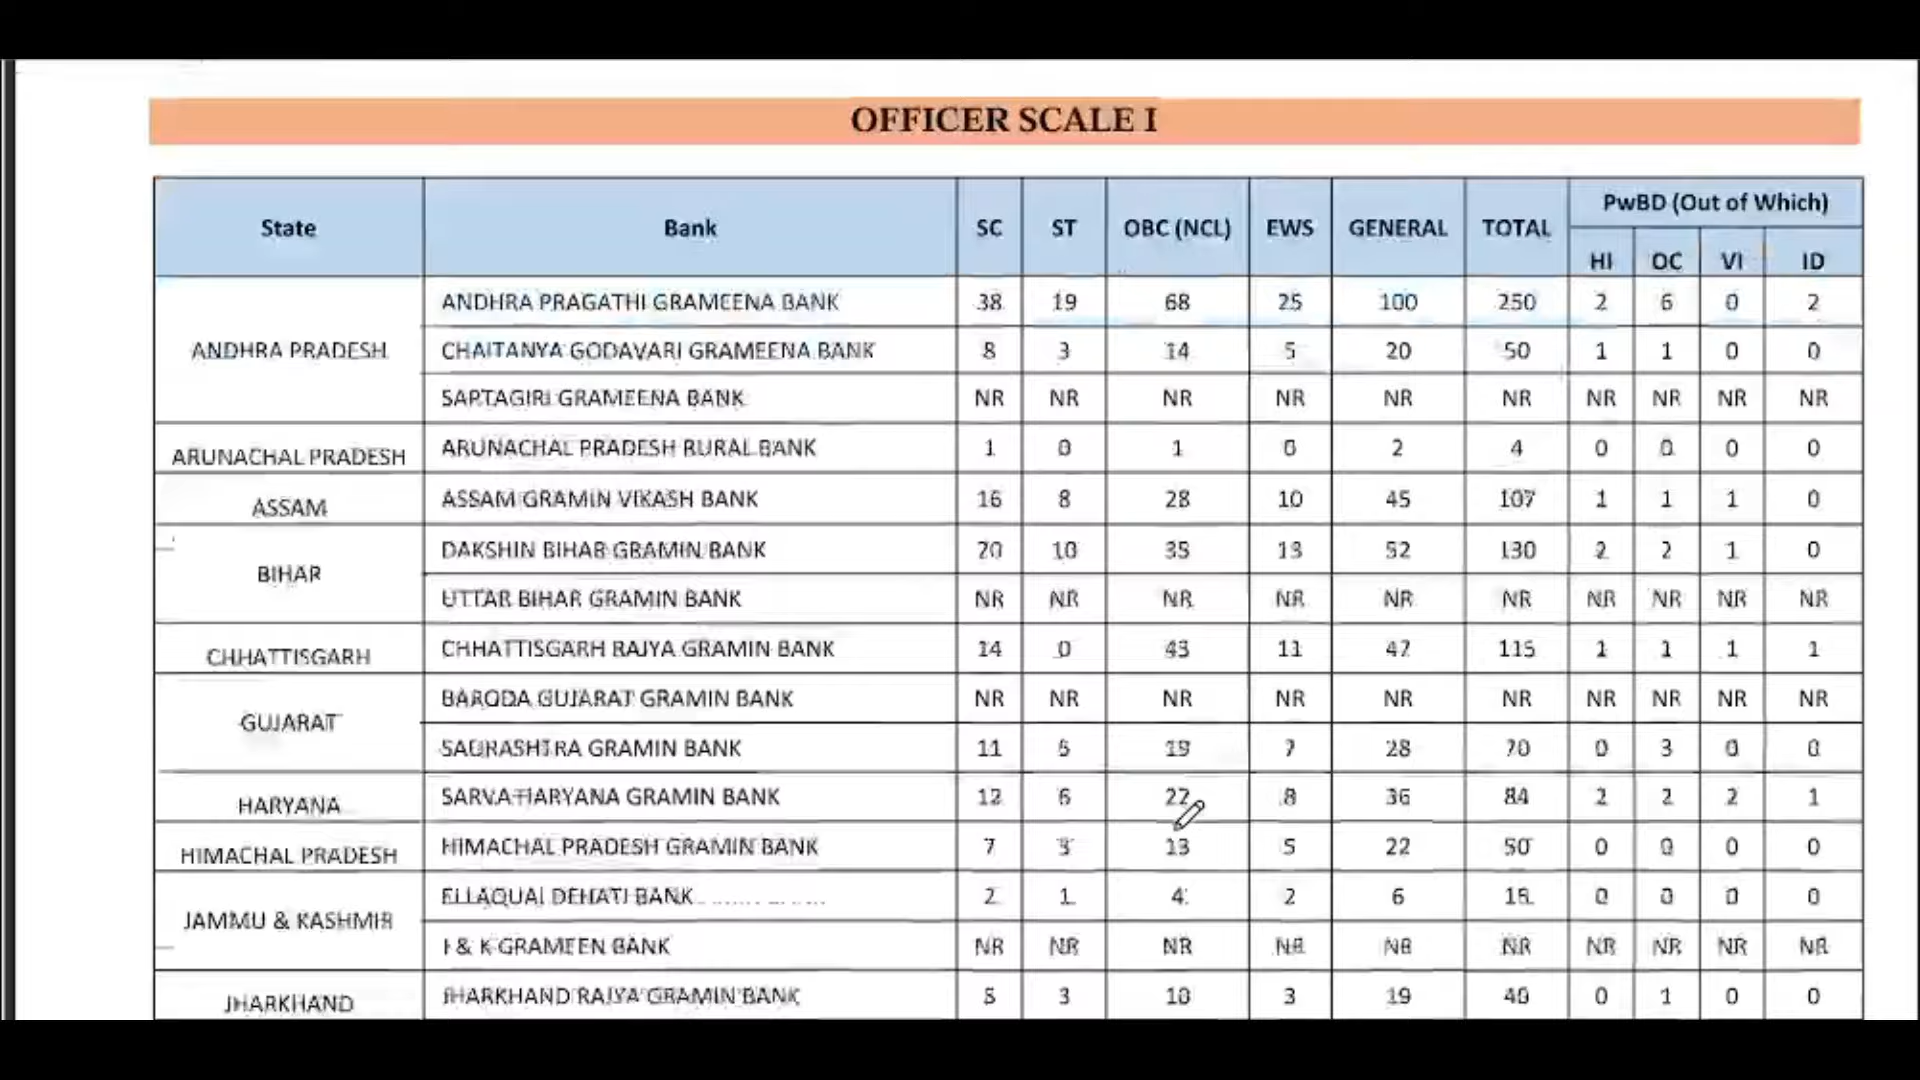 OFFICER SCALE I
State Bank SC ST OBC (NCL) EWS GENERAL TOTAL PwBD (Out of Which)
HI OC VI ID
ANDHRA PRADESH ANDHRA PRAGATHI GRAMEENA BANK 38 19 68 25 100 250 2 6 0 2
CHAITANYA GODAVARI GRAMEENA BANK 8 3 14 5 20 50 1 1 0 0
SAPTAGIRI GRAMEENA BANK NR NR NR NR NR NR NR NR NR NR
ARUNACHAL PRADESH ARUNACHAL PRADESH RURAL BANK 1 0 1 0 2 4 0 0 0 0
ASSAM ASSAM GRAMIN VIKASH BANK 16 8 28 10 45 107 1 1 1 0
BIHAR DAKSHIN BIHAR GRAMIN BANK 20 10 35 13 52 130 2 2 1 0
UTTAR BIHAR GRAMIN BANK NR NR NR NR NR NR NR NR NR NR
CHHATTISGARH CHHATTISGARH RAJYA GRAMIN BANK 14 0 43 11 47 115 1 1 1 1
GUJARAT BARODA GUJARAT GRAMIN BANK NR NR NR NR NR NR NR NR NR NR
SAURASHTRA GRAMIN BANK 11 5 19 7 28 70 0 3 0 0
HARYANA SARVA HARYANA GRAMIN BANK 12 6 22 8 36 84 2 2 2 1
HIMACHAL PRADESH HIMACHAL PRADESH GRAMIN BANK 7 3 13 5 22 50 0 0 0 0
JAMMU & KASHMIR ELLAQUAI DEHATI BANK 2 1 4 2 6 15 0 0 0 0
J & K GRAMEEN BANK NR NR NR NR NR NR NR NR NR NR
JHARKHAND JHARKHAND RAJYA GRAMIN BANK 5 3 10 3 19 40 0 1 0 0